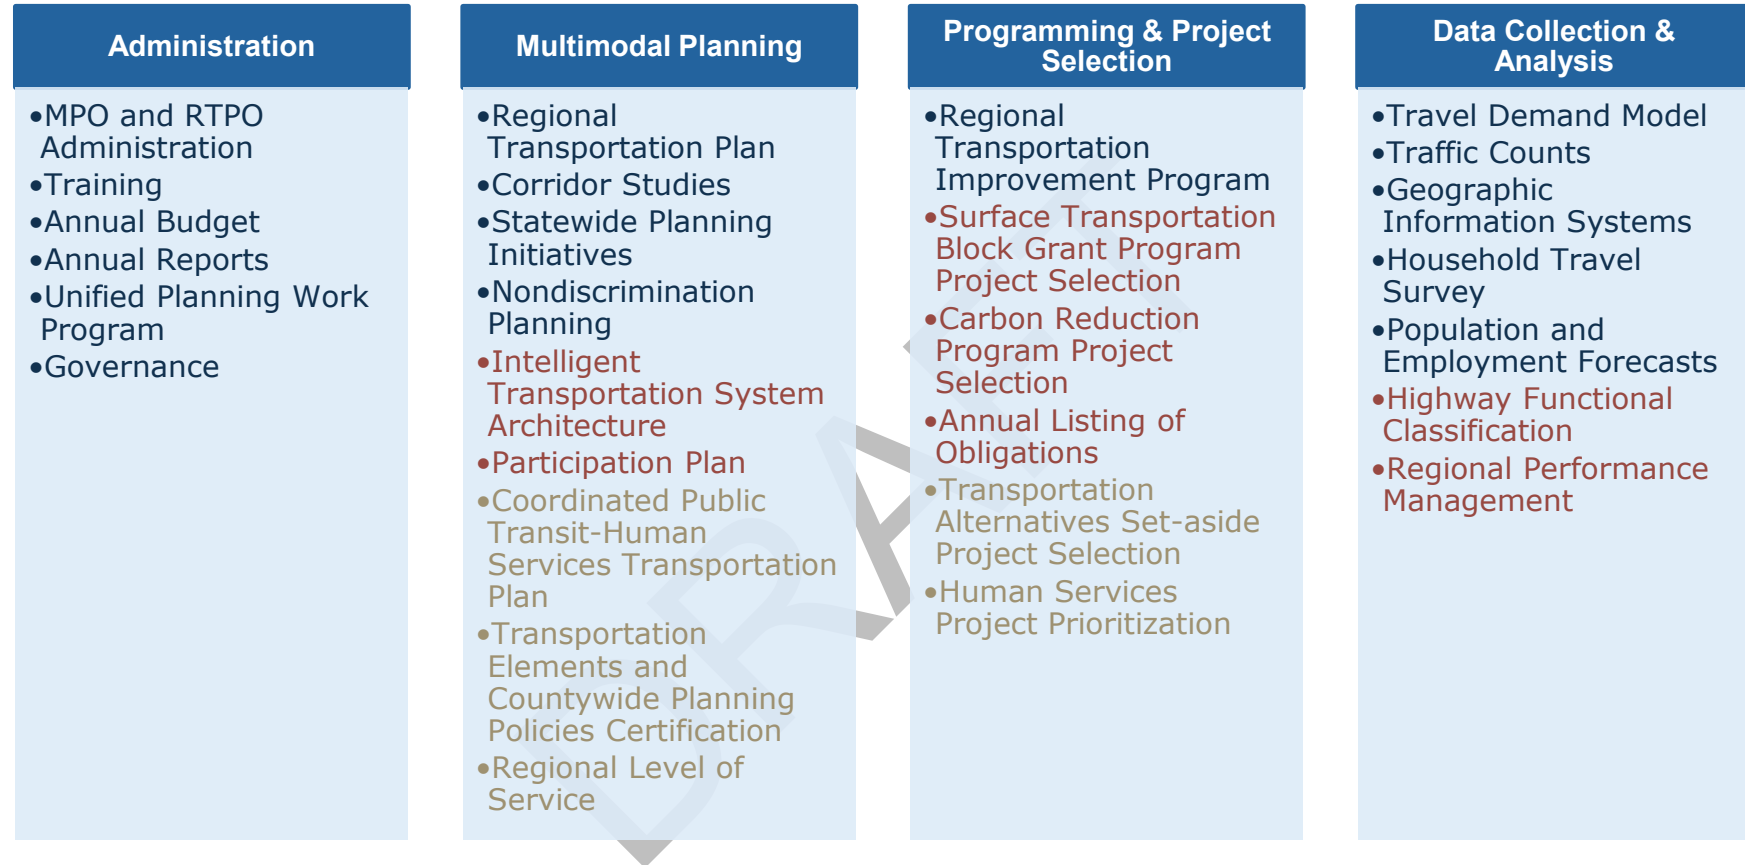 Administration
•MPO and RTPO
Administration
•Training
•Annual Budget
•Annual Reports
•Unified Planning Work
Program
•Governance
Multimodal Planning
•Regional
Transportation Plan
•Corridor Studies
•Statewide Planning
Initiatives
•Nondiscrimination
Planning
•Intelligent
Transportation System
Architecture
•Participation Plan
•Coordinated Public
Transit-Human
Services Transportation
Plan
•Transportation
Elements and
Countywide Planning
Policies Certification
•Regional Level of
Service
Programming & Project
Selection
•Regional
Transportation
Improvement Program
•Surface Transportation
Block Grant Program
Project Selection
•Carbon Reduction
Program Project
Selection
•Annual Listing of
Obligations
•Transportation
Alternatives Set-aside
Project Selection
•Human Services
Project Prioritization
Data Collection &
Analysis
•Travel Demand Model
•Traffic Counts
•Geographic
Information Systems
•Household Travel
Survey
•Population and
Employment Forecasts
•Highway Functional
Classification
•Regional Performance
Management
DRAFT